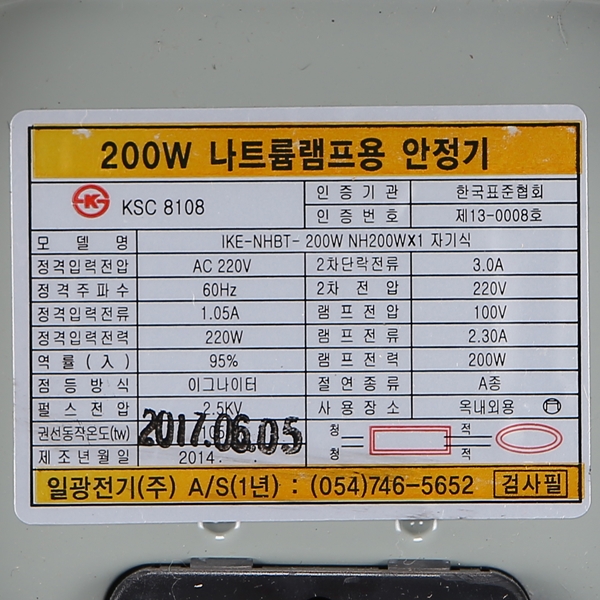 200W 나트륨램프용 안정기
KSC 8108
인증기관 한국표준협회
인증번호 제13-0008호
모델명 IKE-NHBT- 200W NH200WX1 자기식
정격입력전압 AC 220V 2차단락전류 3.0A
정격주파수 60Hz 2차전압 220V
정격입력전류 1.05A 램프전압 100V
정격입력전력 220W 램프전류 2.30A
역률(入) 95% 램프전력 200W
점등방식 이그나이터 절연종류 A종
펄스전압 2.5KV 사용장소 옥내외용
권선동작온도(tw) 2017.06.05 청 적
제조년월일 2014. . . 청 적
일광전기(주) A/S(1년) : (054)746-5652 검사필